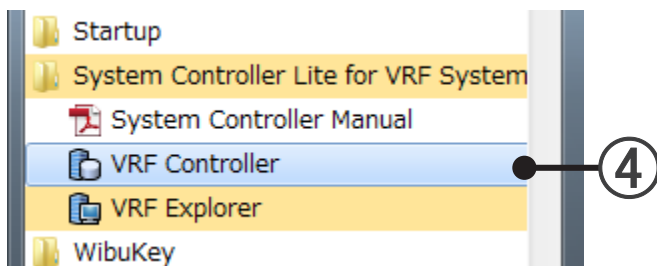 Startup
System Controller Lite for VRF System
System Controller Manual
VRF Controller
④
VRF Explorer
WibuKey